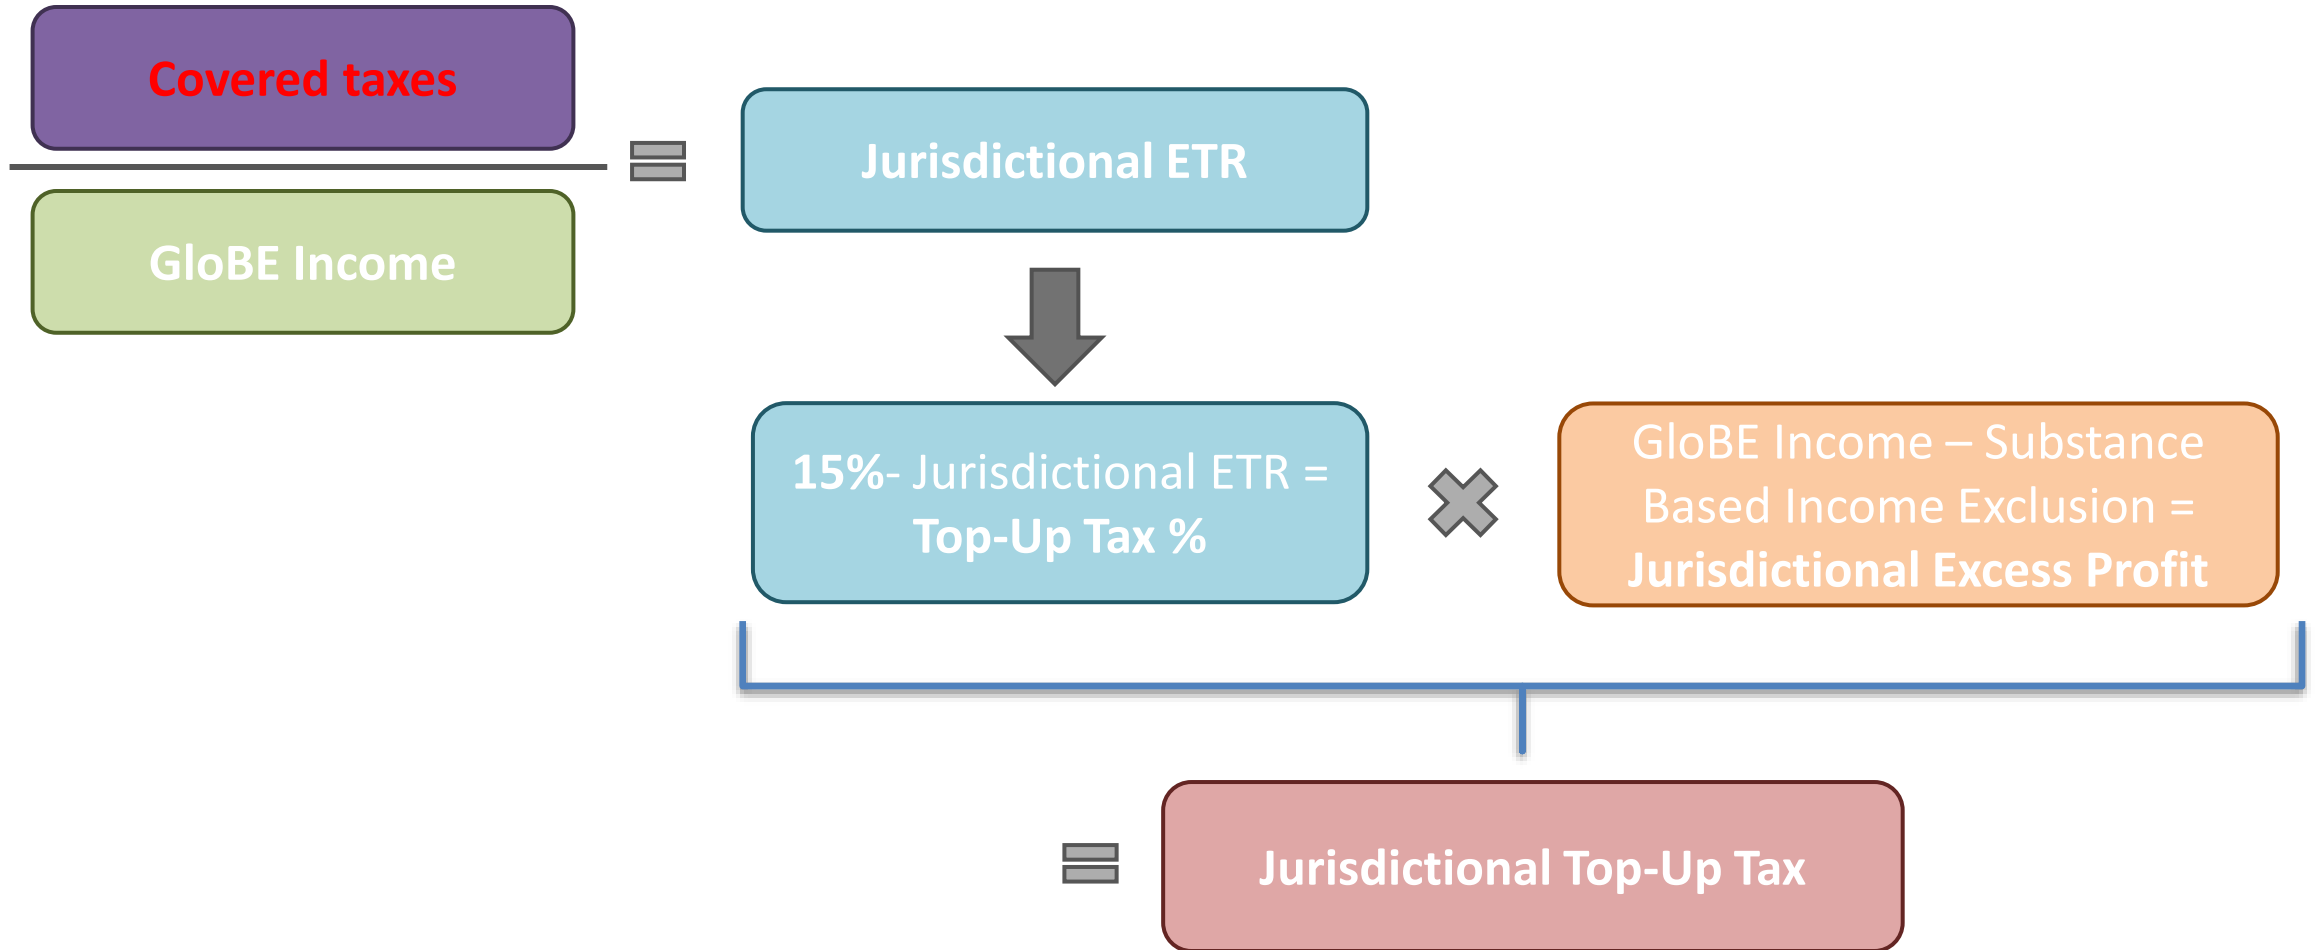 Covered taxes
GloBE Income
Jurisdictional ETR
15%- Jurisdictional ETR =
Top-Up Tax %
GloBE Income – Substance
Based Income Exclusion =
Jurisdictional Excess Profit
Jurisdictional Top-Up Tax